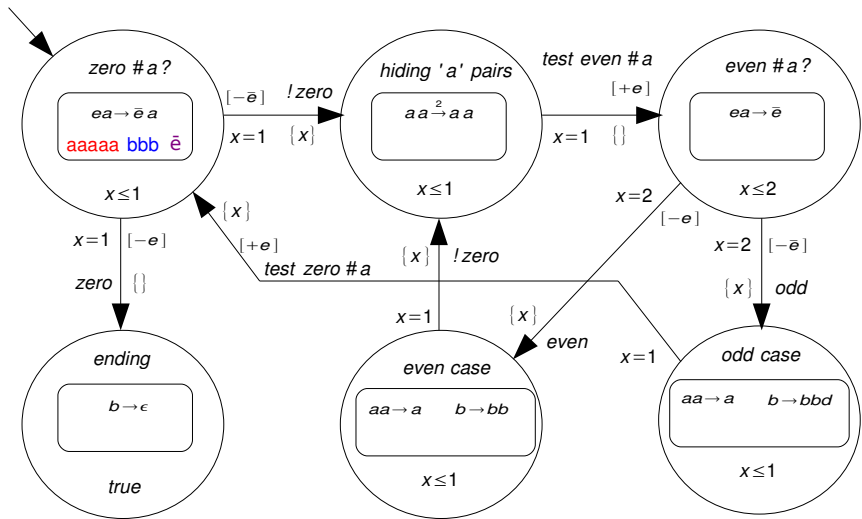 zero # a ?
ea → ē a
aaaaa bbb ē
x ≤ 1
[−ē] ! zero
x = 1 {x}
hiding ' a' pairs
a a →² a a
x ≤ 1
test even # a
[+e]
x = 1 {}
even # a?
ea → ē
x ≤ 2
x = 1 [−e]
zero {}
{x}
[+e]
test zero # a
{x} ! zero
x = 1
x = 2
[−e]
{x}
even
x = 2 [−ē]
{x} odd
x = 1
ending
b → ϵ
true
even case
aa → a b → bb
x ≤ 1
odd case
aa → a b → bbd
x ≤ 1